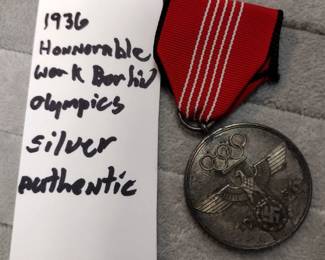 1936
Honnorable
work Berlin
olympics
silver
authentic